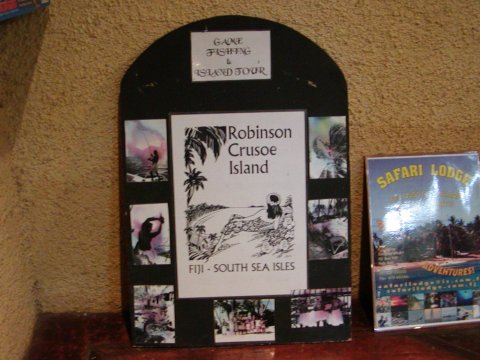 GAME
FISHING
&
ISLAND TOUR
Robinson
Crusoe
Island
FIJI - SOUTH SEA ISLES
SAFARI LODGE
ADVENTURES!